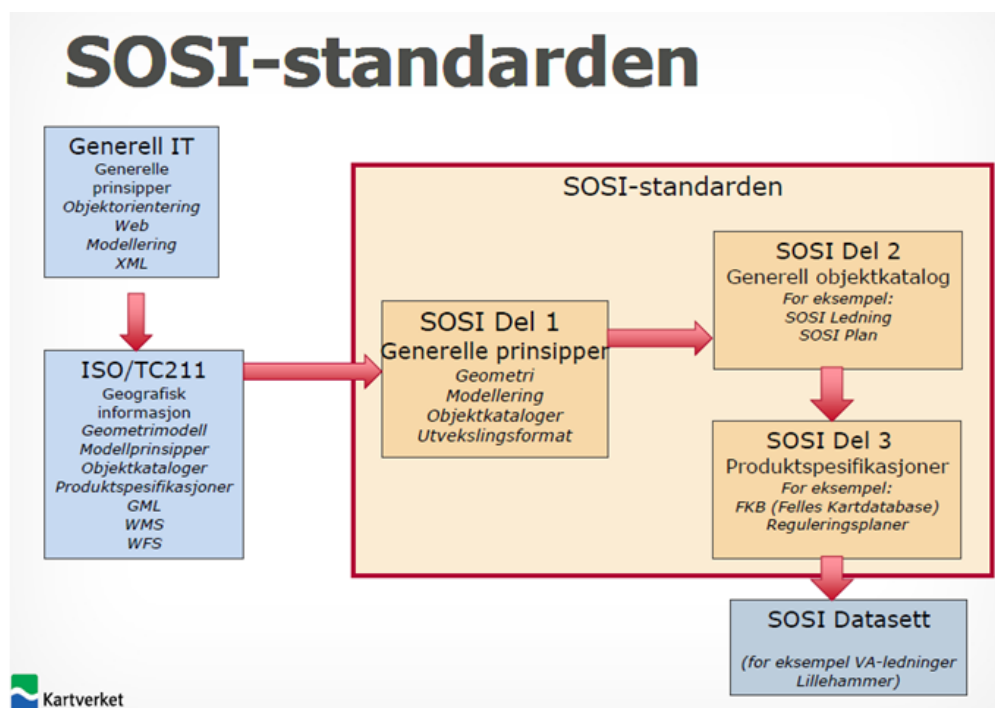 SOSI-standarden
Generell IT
Generelle
prinsipper
Objektorientering
Web
Modellering
XML
ISO/TC211
Geografisk
informasjon
Geometrimodell
Modellprinsipper
Objektkataloger
Produktspesifikasjoner
GML
WMS
WFS
SOSI-standarden
SOSI Del 1
Generelle prinsipper
Geometri
Modellering
Objektkataloger
Utvekslingsformat
SOSI Del 2
Generell objektkatalog
For eksempel:
SOSI Ledning
SOSI Plan
SOSI Del 3
Produktspesifikasjoner
For eksempel:
FKB (Felles Kartdatabase)
Reguleringsplaner
SOSI Datasett
(for eksempel VA-ledninger
Lillehammer)
Kartverket